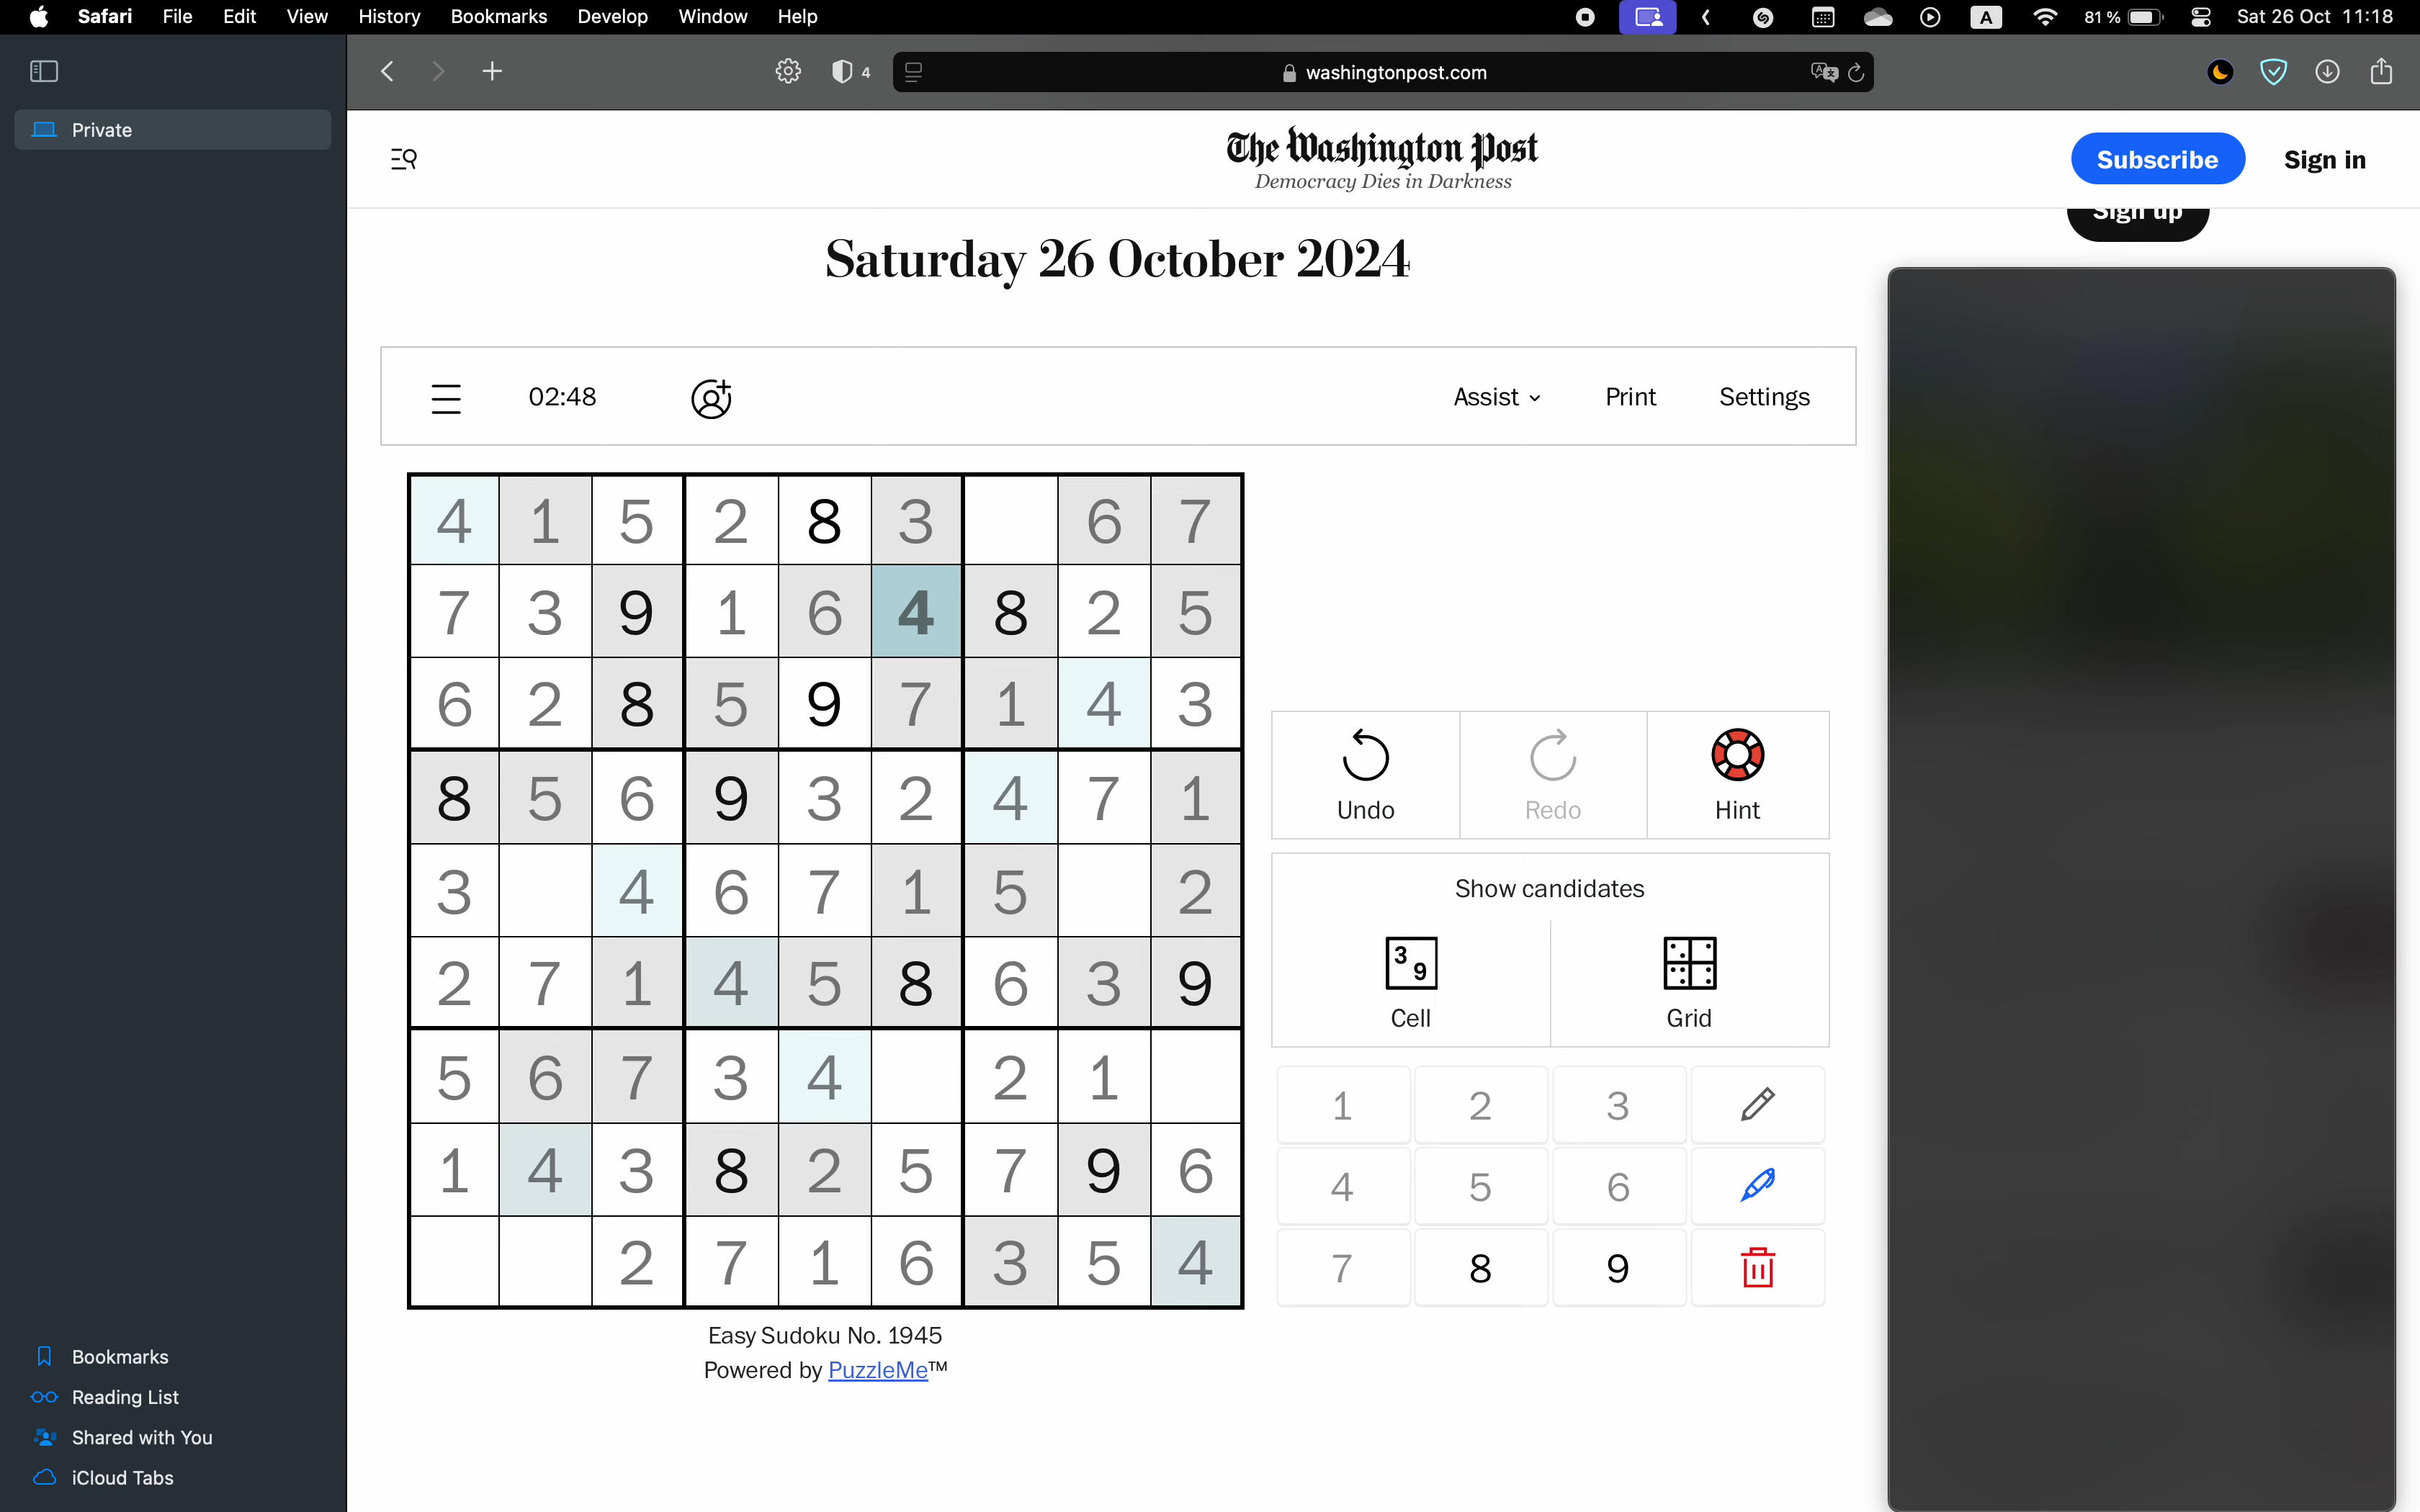 Safari File Edit View History Bookmarks Develop Window Help A 81 % Sat 26 Oct 11:18
4 washingtonpost.com
Private
The Washington Post
Democracy Dies in Darkness
Subscribe Sign in
Sign up
Saturday 26 October 2024
02:48 Assist Print Settings
4 1 5 2 8 3 6 7
7 3 9 1 6 4 8 2 5
6 2 8 5 9 7 1 4 3
8 5 6 9 3 2 4 7 1
3 4 6 7 1 5 2
2 7 1 4 5 8 6 3 9
5 6 7 3 4 2 1
1 4 3 8 2 5 7 9 6
2 7 1 6 3 5 4
Easy Sudoku No. 1945
Powered by PuzzleMe™
Undo Redo Hint
Show candidates
3 9
Cell Grid
1 2 3
4 5 6
7 8 9
Bookmarks
Reading List
Shared with You
iCloud Tabs